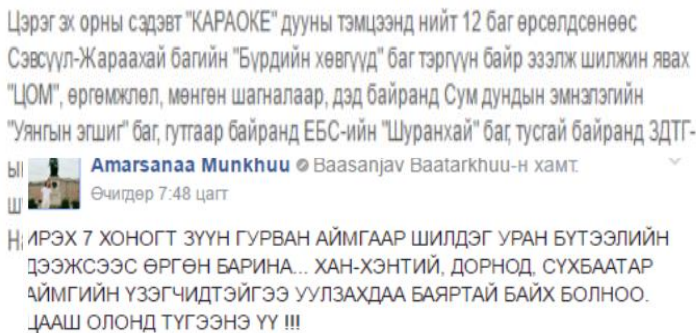 Цэрэг эх орны сэдэвт "КАРАОКЕ" дууны тэмцээнд нийт 12 баг өрсөлдсөнөөс
Сэвсүүл-Жараахай багийн "Бүрдийн хөвгүүд" баг тэргүүн байр эзэлж шилжин явах
"ЦОМ", өргөмжлөл, мөнгөн шагналаар, дэд байранд Сум дундын эмнэлэгийн
"Уянгын эгшиг" баг, гутгаар байранд ЕБС-ийн "Шуранхай" баг, тусгай байранд ЗДТГ-
ы
Amarsanaa Munkhuu Baasanjav Baatarkhuu-н хамт.
Өчигдөр 7:48 цагт
ш
Н
ИРЭХ 7 ХОНОГТ ЗҮҮН ГУРВАН АЙМГААР ШИЛДЭГ УРАН БҮТЭЭЛИЙН
ДЭЭЖСЭЭС ӨРГӨН БАРИНА... ХАН-ХЭНТИЙ, ДОРНОД, СҮХБААТАР
АЙМГИЙН ҮЗЭГЧИДТЭЙГЭЭ УУЛЗАХДАА БАЯРТАЙ БАЙХ БОЛНОО.
ЦААШ ОЛОНД ТҮГЭЭНЭ ҮҮ !!!